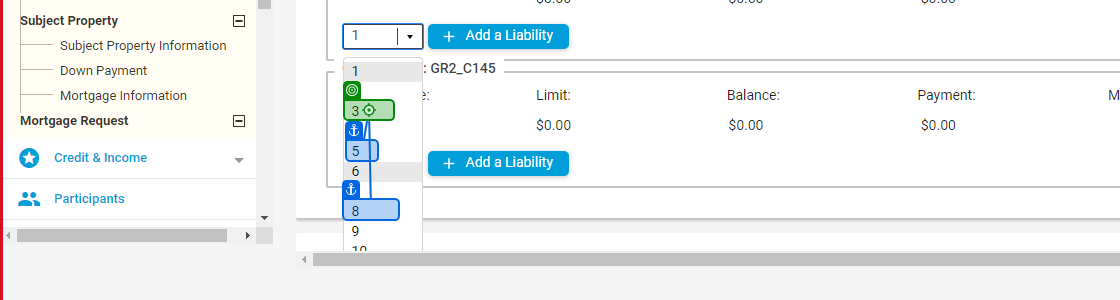 $0.00 $0.00 $0.00
Subject Property
Subject Property Information
Down Payment
Mortgage Information
Mortgage Request
Credit & Income
Participants
1
Add a Liability
: GR2_C145
1
3
5
6
8
9
10
e: Limit: Balance: Payment: M
$0.00 $0.00 $0.00
Add a Liability